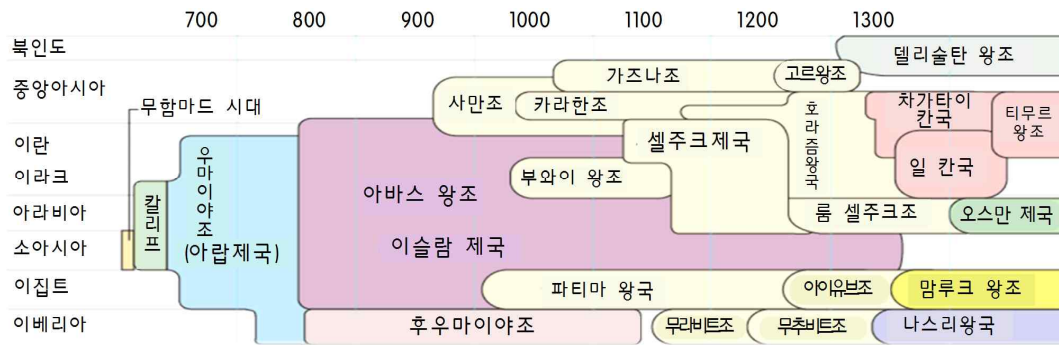 700 900 1000 1100 1200 1300
북인도
델리술탄 왕조
가즈나조
고르왕조
중앙아시아
사만조
카라한조
호라즘왕국
차가타이
칸국
티무르
왕조
무함마드 시대
이란
우마이야조
(아랍제국)
셀주크제국
이라크
부와이 왕조
일 칸국
칼리프
아바스 왕조
아라비아
룸 셀주크조
오스만 제국
소아시아
이슬람 제국
이집트
파티마 왕국
아이유브조
맘루크 왕조
이베리아
후우마이야조
무라비트조
무추비트조
나스리왕국